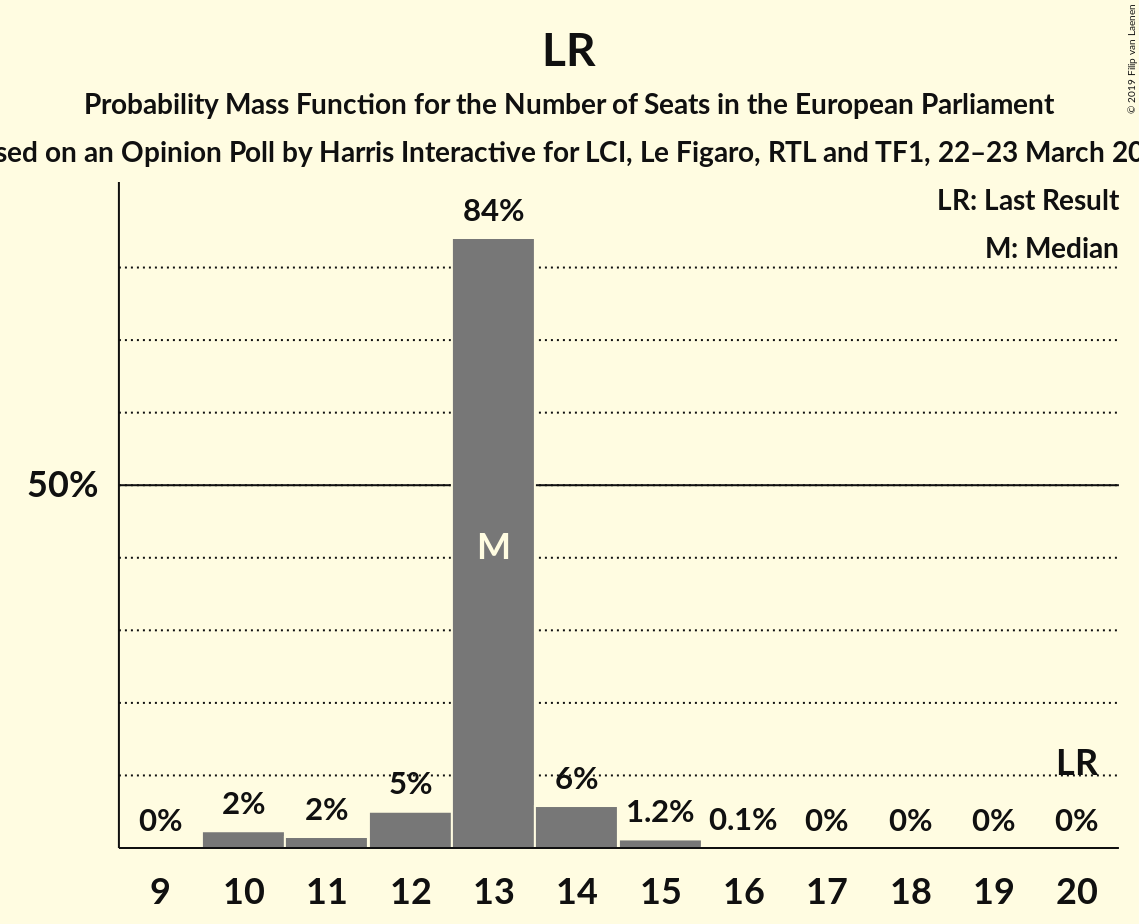 LR
Probability Mass Function for the Number of Seats in the European Parliament
sed on an Opinion Poll by Harris Interactive for LCI, Le Figaro, RTL and TF1, 22–23 March 20
© 2019 Filip van Laenen
LR: Last Result
M: Median
84%
50%
M
LR
0% 2% 2% 5% 6% 1.2% 0.1% 0% 0% 0% 0%
9 10 11 12 13 14 15 16 17 18 19 20